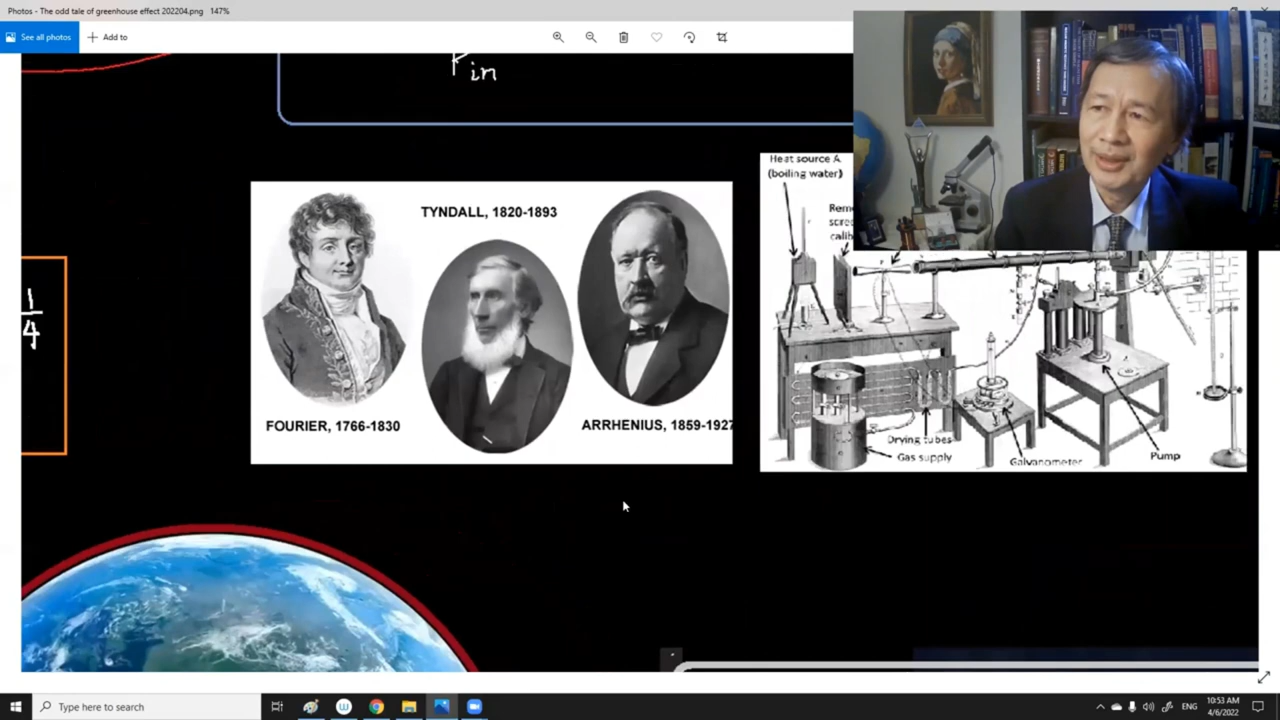 Photos - The odd tale of greenhouse effect 202204.png 147%
See all photos
Add to
Pin
1
4
TYNDALL, 1820-1893
FOURIER, 1766-1830
ARRHENIUS, 1859-1927
Heat source A
(boiling water)
Drying tubes
Gas supply
Galvanometer
Pump
Type here to search
ENG
10:53 AM
4/6/2022